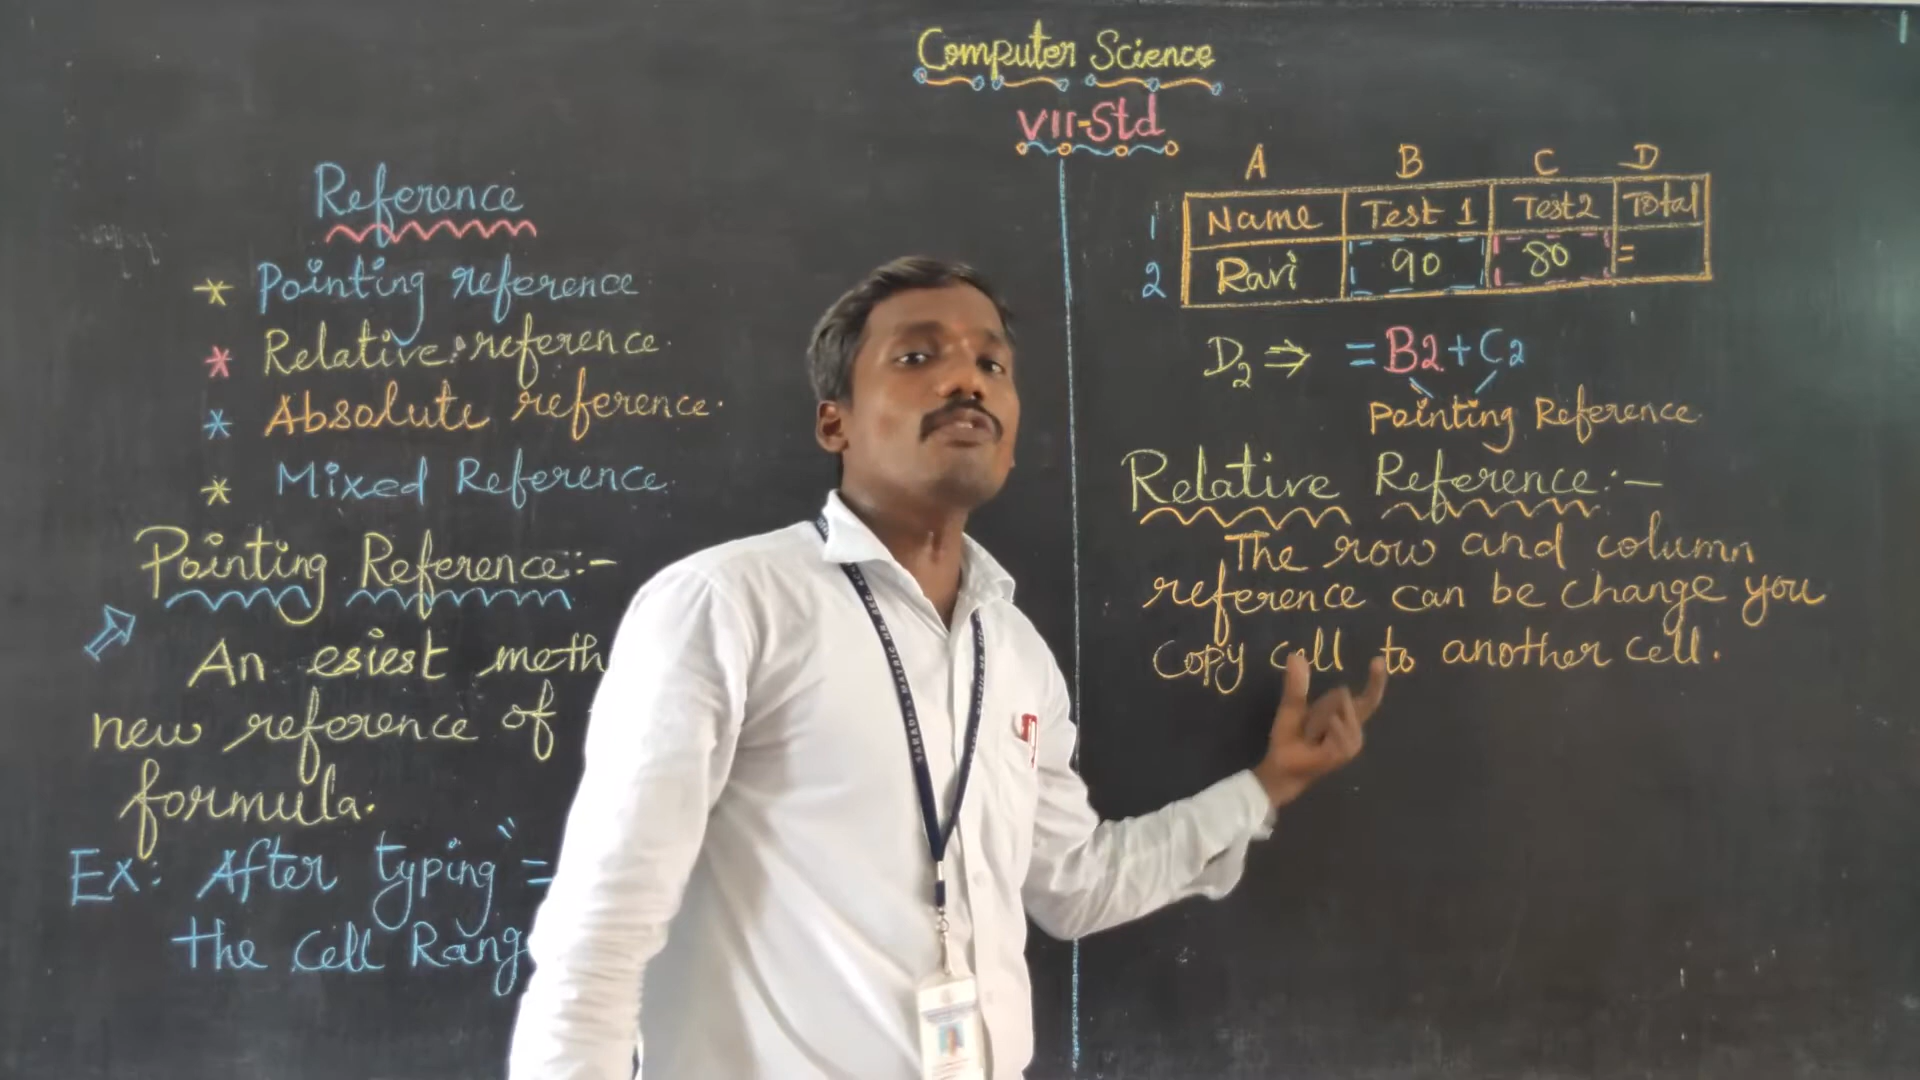 Computer Science
VII-Std
Reference
* Pointing reference
* Relative reference.
* Absolute reference.
* Mixed Reference.
Pointing Reference:-
An esiest meth
new reference of
formula.
Ex: After typing "=
the cell Rang
A B C D
1 Name Test 1 Test2 Total
2 Ravi 90 80 =
D2 ⇒ =B2+C2
Pointing Reference
Relative Reference:-
The row and column
reference can be change you
copy cell to another cell.